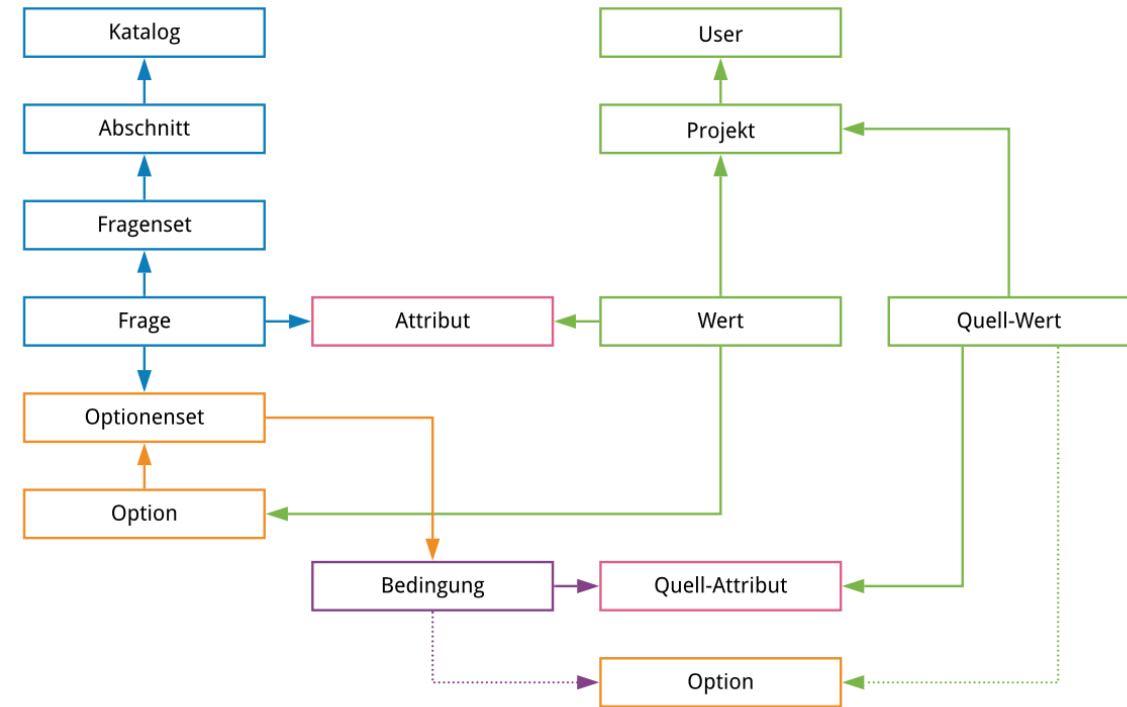 Katalog
User
Abschnitt
Projekt
Fragenset
Frage
Attribut
Wert
Quell-Wert
Optionenset
Option
Bedingung
Quell-Attribut
Option